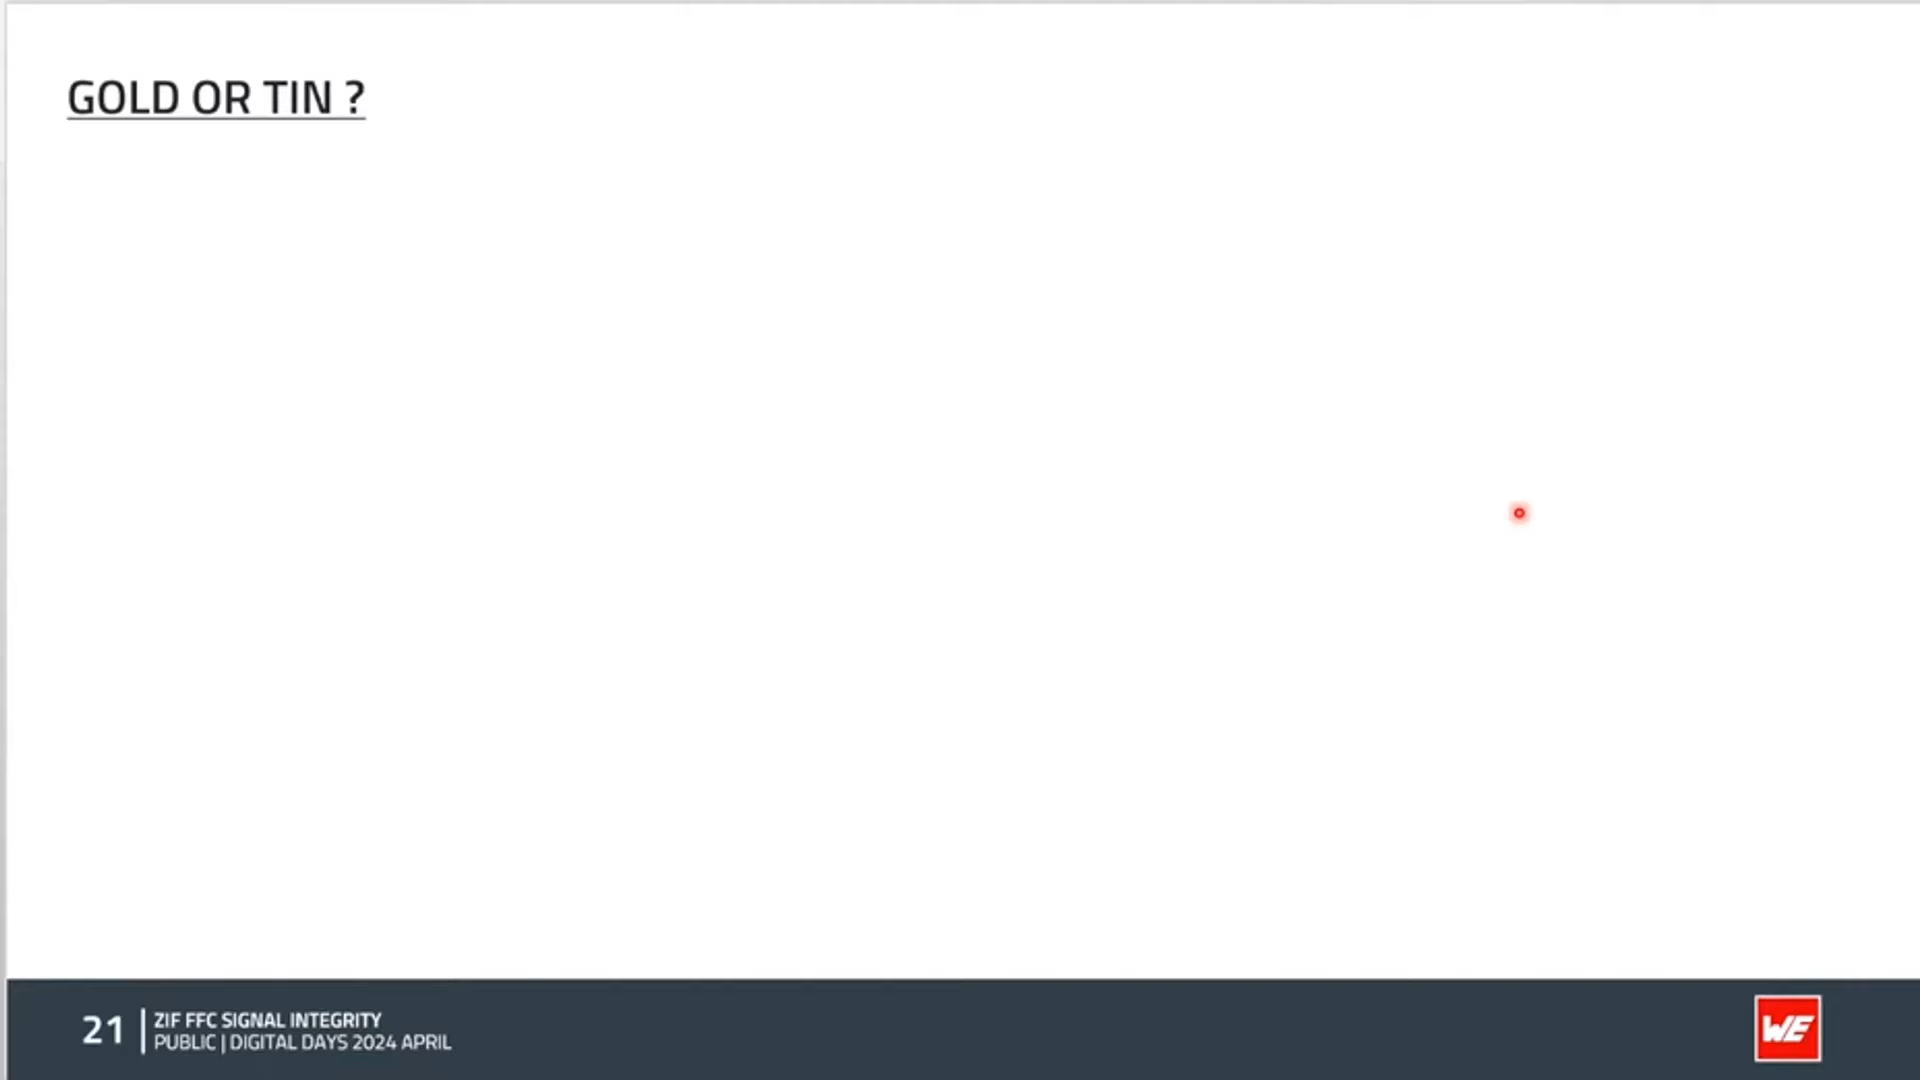 GOLD OR TIN ?
21
ZIF FFC SIGNAL INTEGRITY
PUBLIC | DIGITAL DAYS 2024 APRIL
WE